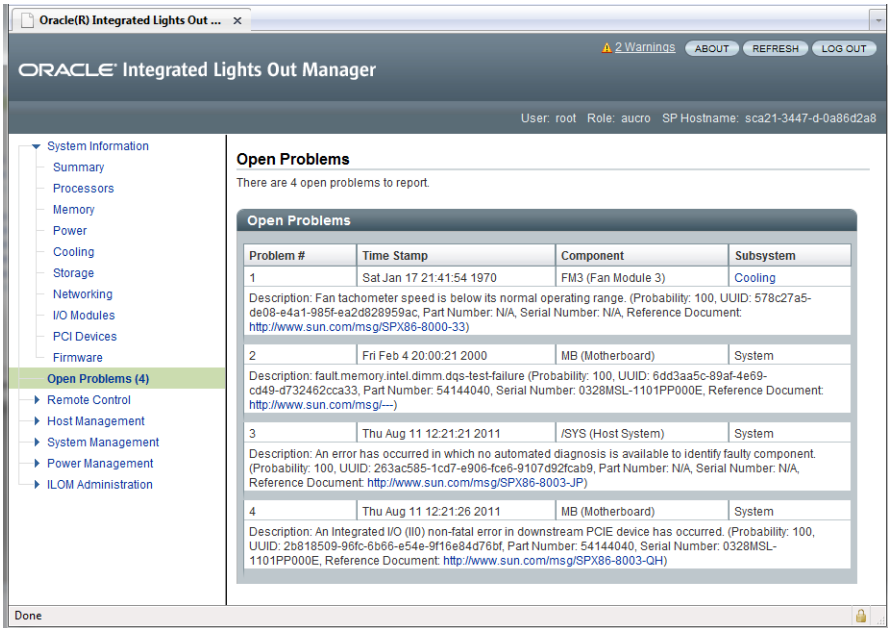 Oracle(R) Integrated Lights Out ... x
2 Warnings ABOUT REFRESH LOG OUT
ORACLE® Integrated Lights Out Manager
User: root Role: aucro SP Hostname: sca21-3447-d-0a86d2a8
System Information
Summary
Processors
Memory
Power
Cooling
Storage
Networking
I/O Modules
PCI Devices
Firmware
Open Problems (4)
Remote Control
Host Management
System Management
Power Management
ILOM Administration
Open Problems
There are 4 open problems to report.
Open Problems
Problem # Time Stamp Component Subsystem
1 Sat Jan 17 21:41:54 1970 FM3 (Fan Module 3) Cooling
Description: Fan tachometer speed is below its normal operating range. (Probability: 100, UUID: 578c27a5-
de08-e4a1-985f-ea2d828959ac, Part Number: N/A, Serial Number: N/A, Reference Document:
http://www.sun.com/msg/SPX86-8000-33)
2 Fri Feb 4 20:00:21 2000 MB (Motherboard) System
Description: fault.memory.intel.dimm.dqs-test-failure (Probability: 100, UUID: 6dd3aa5c-89af-4e69-
cd49-d732462cca33, Part Number: 54144040, Serial Number: 0328MSL-1101PP000E, Reference Document:
http://www.sun.com/msg/---)
3 Thu Aug 11 12:21:21 2011 /SYS (Host System) System
Description: An error has occurred in which no automated diagnosis is available to identify faulty component.
(Probability: 100, UUID: 263ac585-1cd7-e906-fce6-9107d92fcab9, Part Number: N/A, Serial Number: N/A,
Reference Document: http://www.sun.com/msg/SPX86-8003-JP)
4 Thu Aug 11 12:21:26 2011 MB (Motherboard) System
Description: An Integrated I/O (II0) non-fatal error in downstream PCIE device has occurred. (Probability: 100,
UUID: 2b818509-96fc-6b66-e54e-9f16e84d76bf, Part Number: 54144040, Serial Number: 0328MSL-
1101PP000E, Reference Document: http://www.sun.com/msg/SPX86-8003-QH)
Done